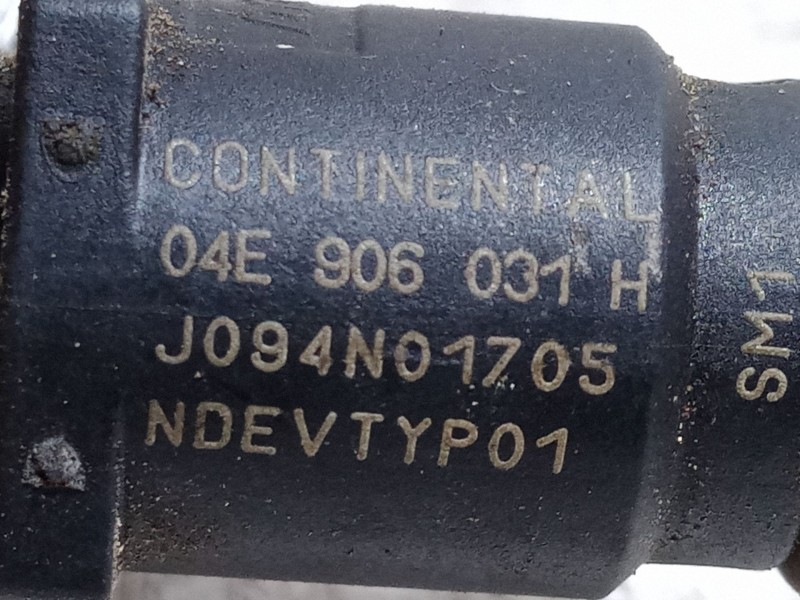 CONTINENTAL
04E 906 031 H
J094N01705
NDEVTYP01
SM1